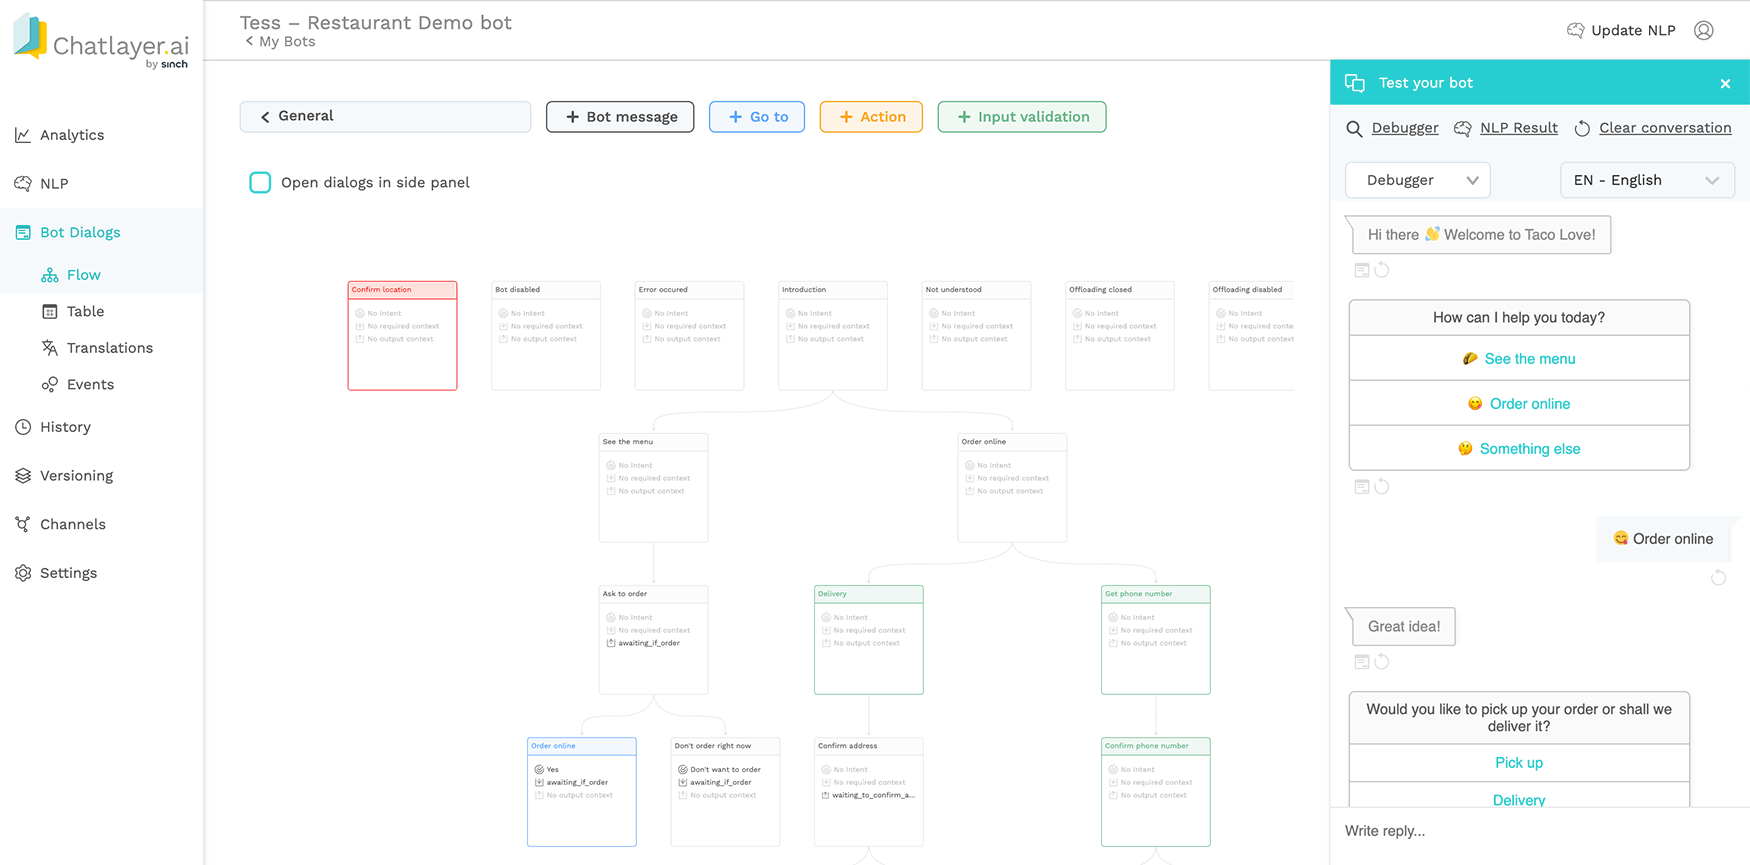 Chatlayer.ai
by sinch
Analytics
NLP
Bot Dialogs
Flow
Table
Translations
Events
History
Versioning
Channels
Settings
Tess – Restaurant Demo bot
< My Bots
Update NLP
General
+ Bot message
+ Go to
+ Action
+ Input validation
Open dialogs in side panel
Confirm location
No Intent
No required context
No output context
Bot disabled
No Intent
No required context
No output context
Error occured
No Intent
No required context
No output context
Introduction
No Intent
No required context
No output context
Not understood
No Intent
No required context
No output context
Offloading closed
No Intent
No required context
No output context
Offloading disabled
No Intent
No required conte
No output context
See the menu
No Intent
No required context
No output context
Order online
No Intent
No required context
No output context
Ask to order
No Intent
No required context
awaiting_if_order
Delivery
No Intent
No required context
No output context
Get phone number
No Intent
No required context
No output context
Order online
Yes
awaiting_if_order
No output context
Don't order right now
Don't want to order
awaiting_if_order
No output context
Confirm address
No Intent
No required context
waiting_to_confirm_a...
Confirm phone number
No Intent
No required context
No output context
Test your bot
Debugger
NLP Result
Clear conversation
Debugger
EN - English
Hi there 👋 Welcome to Taco Love!
How can I help you today?
🌮 See the menu
😋 Order online
🤔 Something else
😋 Order online
Great idea!
Would you like to pick up your order or shall we
deliver it?
Pick up
Delivery
Write reply...